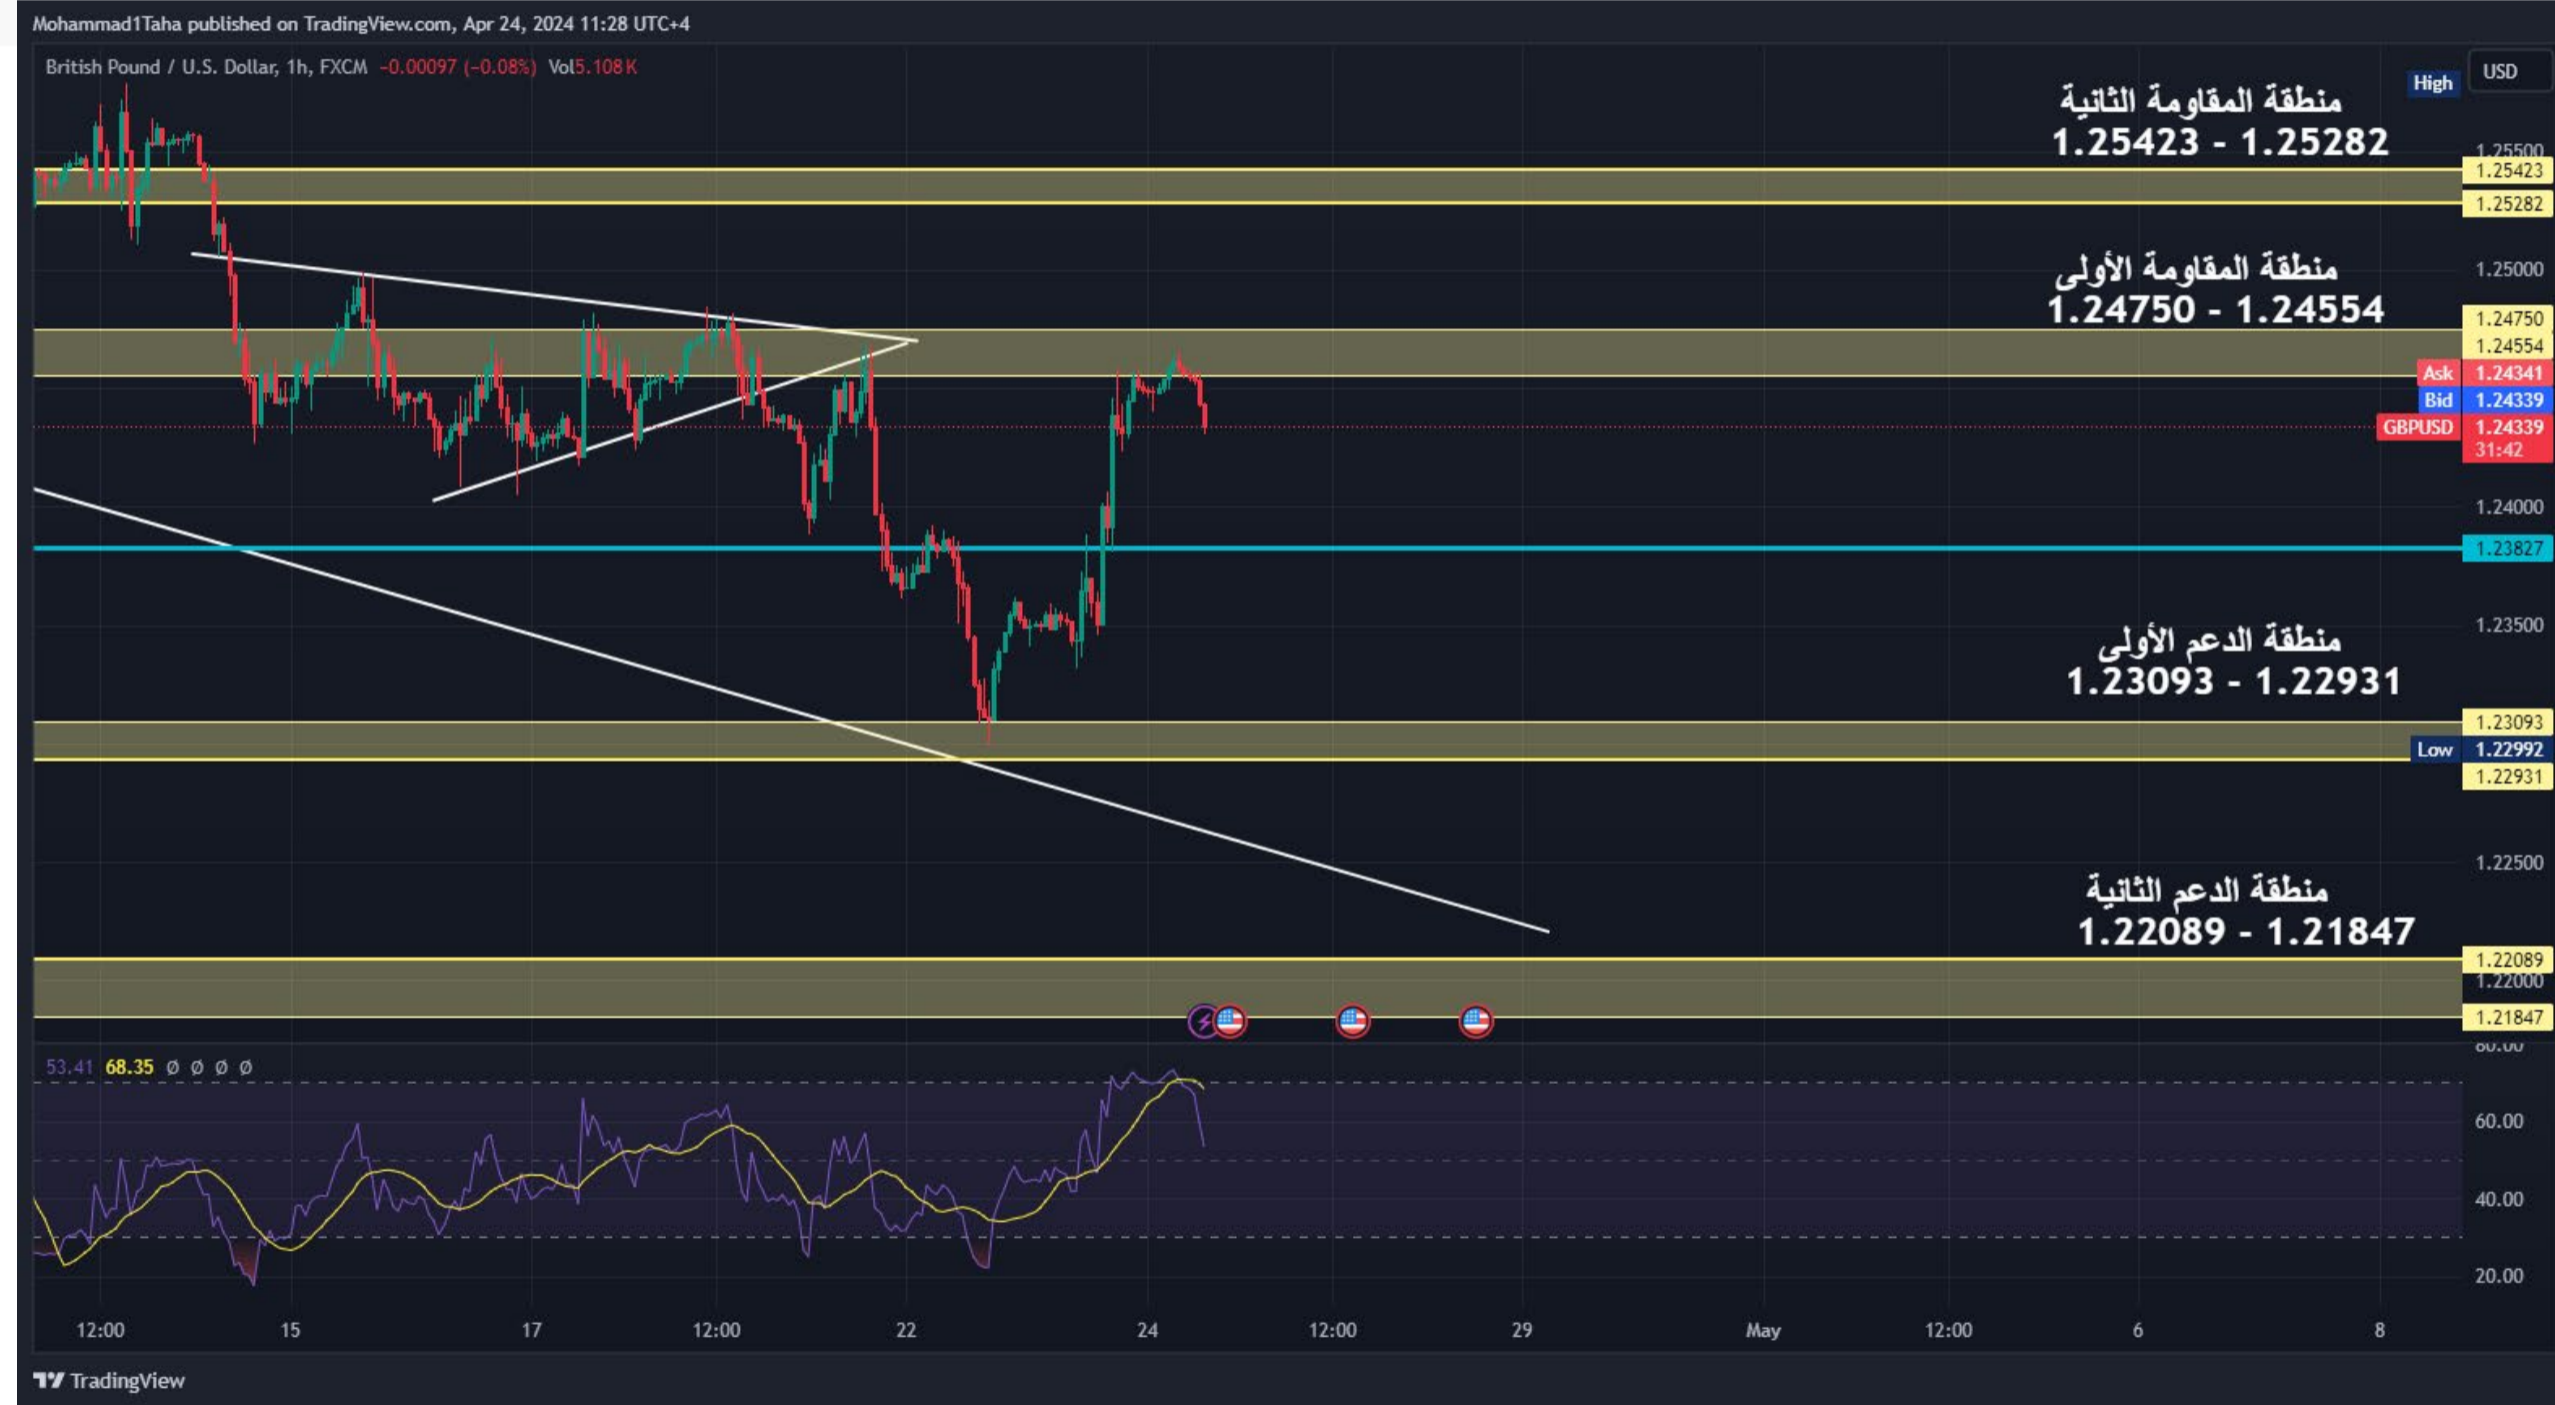 Mohammad1Taha published on TradingView.com, Apr 24, 2024 11:28 UTC+4
British Pound / U.S. Dollar, 1h, FXCM −0.00097 (−0.08%) Vol5.108K
USD
High
منطقة المقاومة الثانية
1.25423 - 1.25282
1.25500
1.25423
1.25282
منطقة المقاومة الأولى
1.24750 - 1.24554
1.25000
1.24750
1.24554
Ask 1.24341
Bid 1.24339
GBPUSD 1.24339
31:42
1.24000
1.23827
1.23500
منطقة الدعم الأولى
1.23093 - 1.22931
1.23093
Low 1.22992
1.22931
1.22500
منطقة الدعم الثانية
1.22089 - 1.21847
1.22089
1.22000
1.21847
53.41 68.35 Ø Ø Ø Ø
80.00
60.00
40.00
20.00
12:00 15 17 12:00 22 24 12:00 29 May 12:00 6 8
TradingView